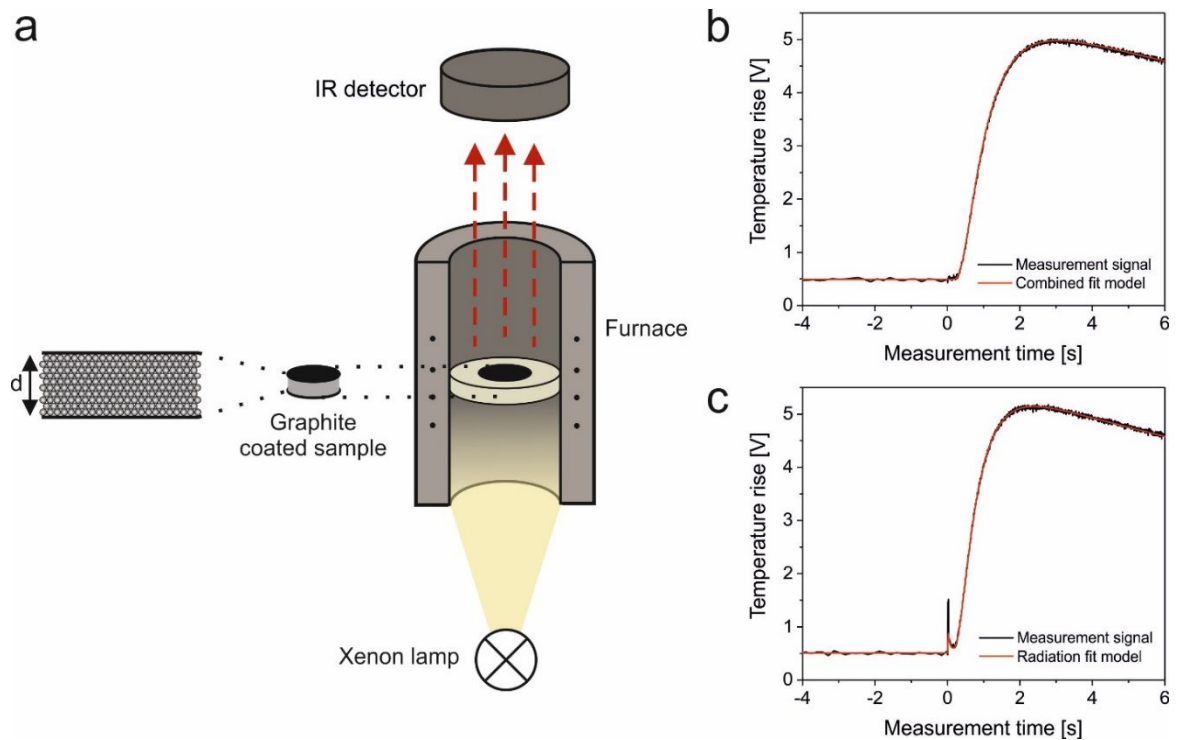 a
IR detector
Furnace
d
Graphite
coated sample
Xenon lamp
b
Temperature rise [V]
5
4
3
2
1
0
-4
-2
0
2
4
6
Measurement signal
Combined fit model
Measurement time [s]
c
Temperature rise [V]
5
4
3
2
1
0
-4
-2
0
2
4
6
Measurement signal
Radiation fit model
Measurement time [s]